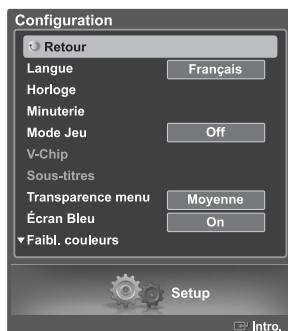 Configuration
Retour
Langue Français
Horloge
Minuterie
Mode Jeu Off
V-Chip
Sous-titres
Transparence menu Moyenne
Écran Bleu On
▼Faibl. couleurs
Setup
Intro.